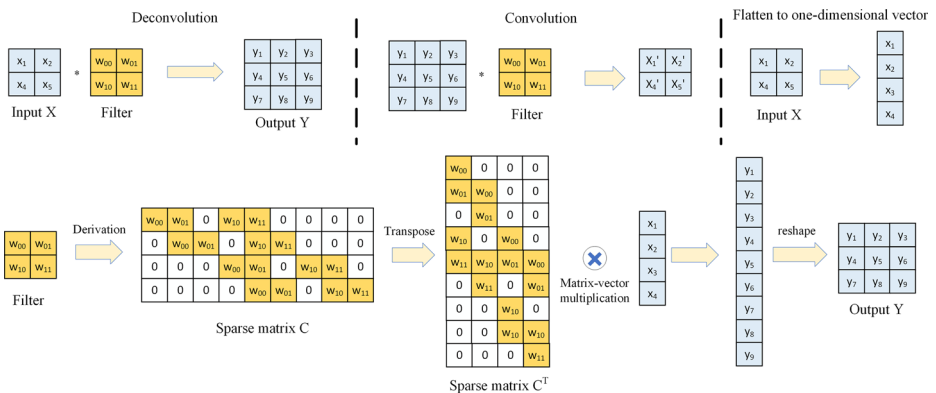 Deconvolution
x₁ x₂
x₄ x₅
Input X
*
w₀₀ w₀₁
w₁₀ w₁₁
Filter
y₁ y₂ y₃
y₄ y₅ y₆
y₇ y₈ y₉
Output Y
Convolution
y₁ y₂ y₃
y₄ y₅ y₆
y₇ y₈ y₉
*
w₀₀ w₀₁
w₁₀ w₁₁
Filter
X₁' X₂'
X₄' X₅'
Flatten to one-dimensional vector
x₁ x₂
x₄ x₅
Input X
x₁
x₂
x₃
x₄
w₀₀ w₀₁
w₁₀ w₁₁
Filter
Derivation
w₀₀ w₀₁ 0 w₁₀ w₁₁ 0 0 0 0
0 w₀₀ w₀₁ 0 w₁₀ w₁₁ 0 0 0
0 0 0 w₀₀ w₀₁ 0 w₁₀ w₁₁ 0
0 0 0 0 w₀₀ w₀₁ 0 w₁₀ w₁₁
Sparse matrix C
Transpose
w₀₀ 0 0 0
w₀₁ w₀₀ 0 0
0 w₀₁ 0 0
w₁₀ 0 w₀₀ 0
w₁₁ w₁₀ w₀₁ w₀₀
0 w₁₁ 0 w₀₁
0 0 w₁₀ 0
0 0 w₁₀ w₁₀
0 0 0 w₁₁
Sparse matrix Cᵀ
Matrix-vector
multiplication
x₁
x₂
x₃
x₄
y₁
y₂
y₃
y₄
y₅
y₆
y₇
y₈
y₉
reshape
y₁ y₂ y₃
y₄ y₅ y₆
y₇ y₈ y₉
Output Y